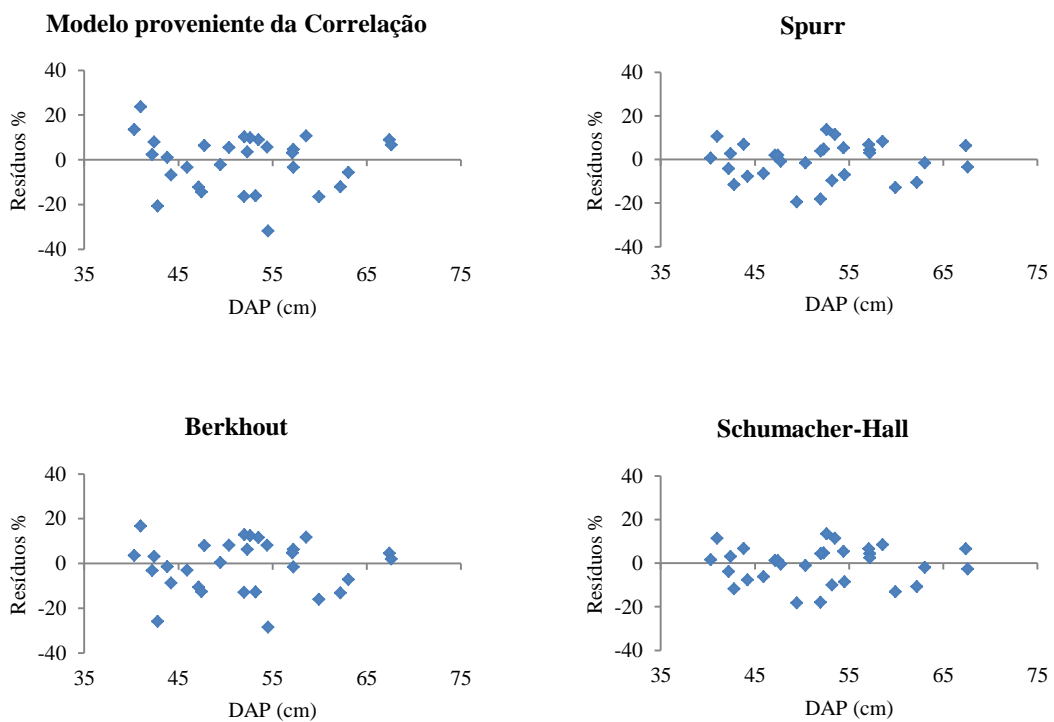 Modelo proveniente da Correlação
40
20
0
-20
-40
Resíduos %
35 45 55 65 75
DAP (cm)
Spurr
40
20
0
-20
-40
Resíduos %
35 45 55 65 75
DAP (cm)
Berkhout
40
20
0
-20
-40
Resíduos %
35 45 55 65 75
DAP (cm)
Schumacher-Hall
40
20
0
-20
-40
Resíduos %
35 45 55 65 75
DAP (cm)